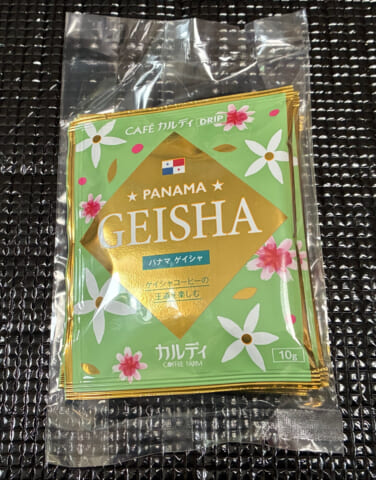 CAFÉ カルディ DRIP
★ PANAMA ★
GEISHA
パナマ ゲイシャ
ゲイシャコーヒーの
王道を楽しむ
カルディ
COFFEE FARM
10g